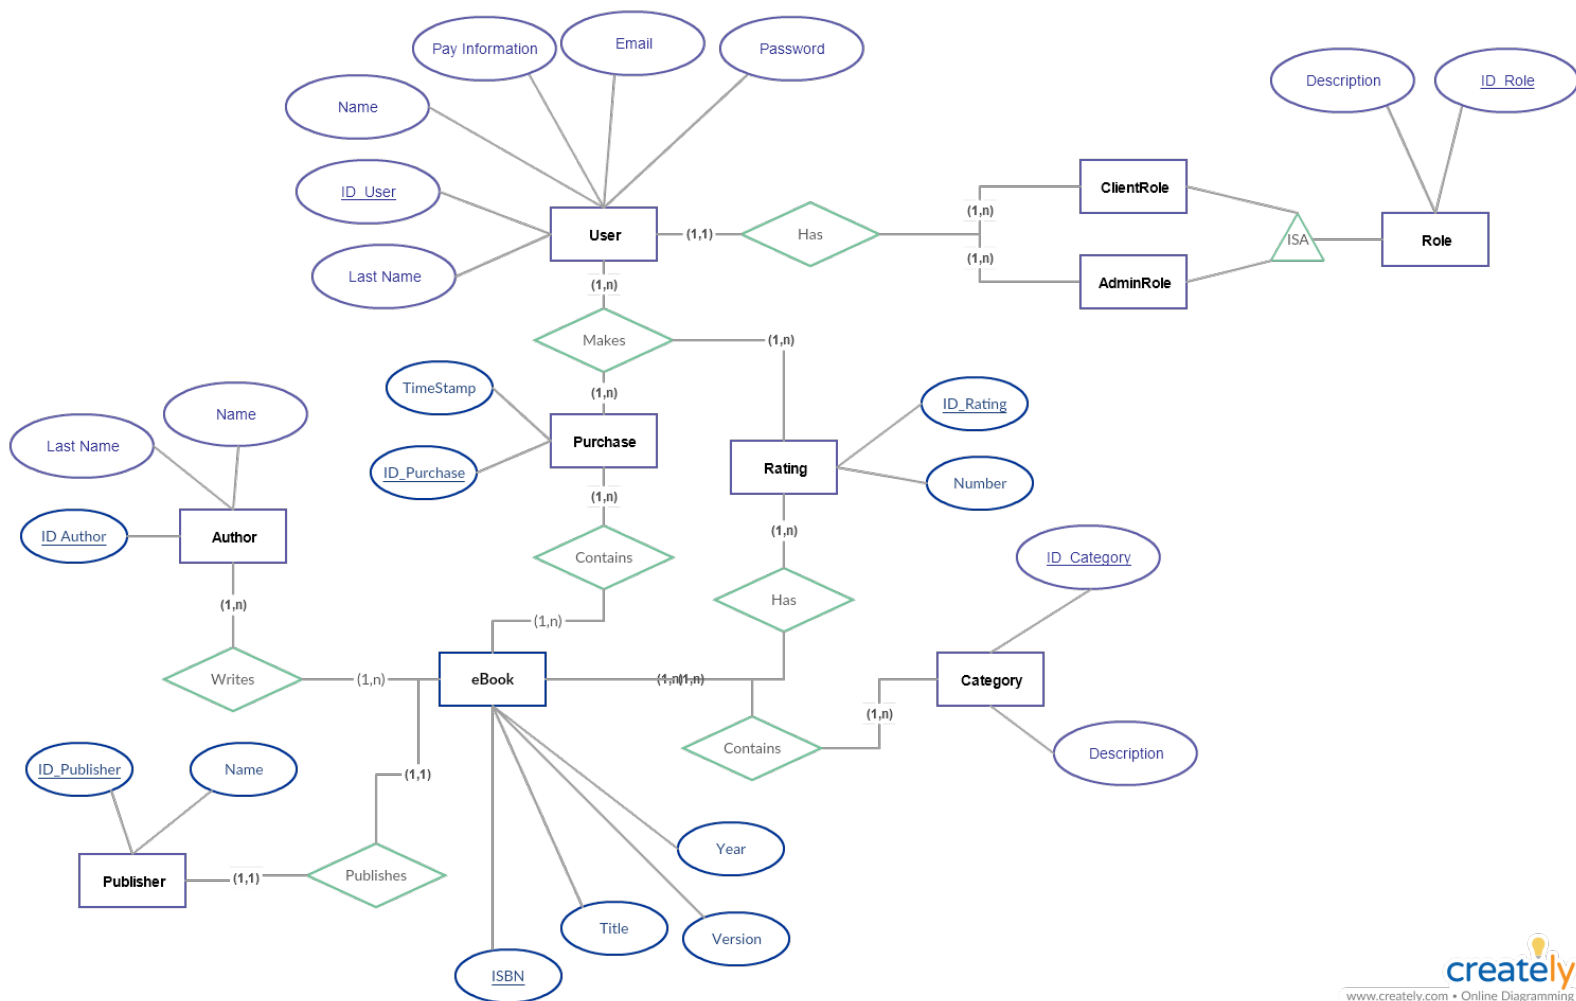 Pay Information
Email
Password
Name
Description
ID_Role
ID_User
ClientRole
(1,n)
User
(1,1)
Has
ISA
Role
Last Name
(1,n)
(1,n)
AdminRole
Makes
(1,n)
TimeStamp
(1,n)
Name
ID_Rating
Last Name
Purchase
ID_Purchase
Rating
Number
(1,n)
ID Author
Author
(1,n)
Contains
ID_Category
(1,n)
Has
(1,n)
Writes
(1,n)
eBook
(1,n)(1,n)
Category
(1,n)
Contains
Description
ID_Publisher
Name
(1,1)
Year
Publisher
(1,1)
Publishes
Title
Version
ISBN
creately
www.creately.com • Online Diagramming